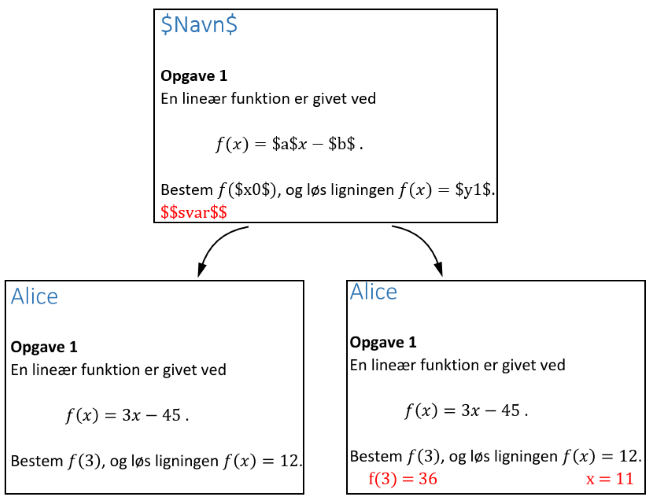 $Navn$
Opgave 1
En lineær funktion er givet ved
f(x) = $a$x − $b$ .
Bestem f($x0$), og løs ligningen f(x) = $y1$.
$$svar$$
Alice
Opgave 1
En lineær funktion er givet ved
f(x) = 3x − 45 .
Bestem f(3), og løs ligningen f(x) = 12.
Alice
Opgave 1
En lineær funktion er givet ved
f(x) = 3x − 45 .
Bestem f(3), og løs ligningen f(x) = 12.
f(3) = 36 x = 11